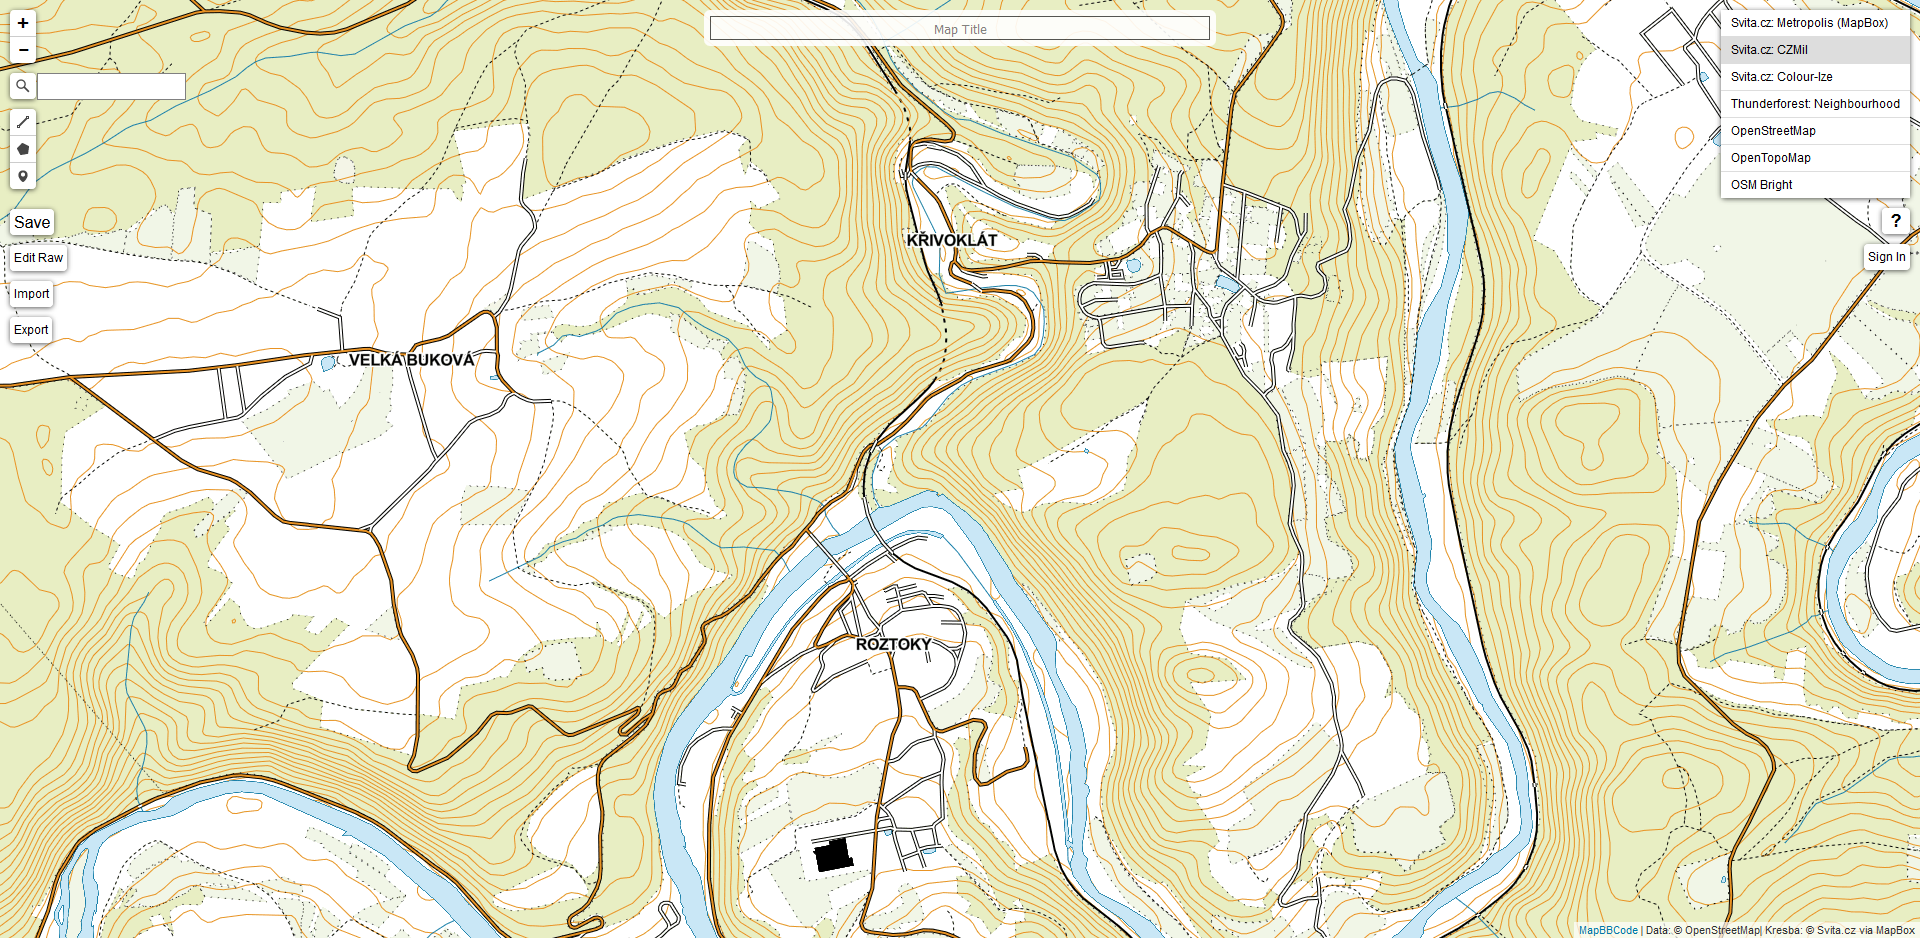 +
Map Title
Svita.cz: Metropolis (MapBox)
−
Svita.cz: CZMil
Svita.cz: Colour-Ize
Thunderforest: Neighbourhood
OpenStreetMap
OpenTopoMap
OSM Bright
Save
?
Edit Raw
Sign In
Import
Export
KŘIVOKLÁT
VELKÁ BUKOVÁ
ROZTOKY
MapBBCode | Data: © OpenStreetMap| Kresba: © Svita.cz via MapBox